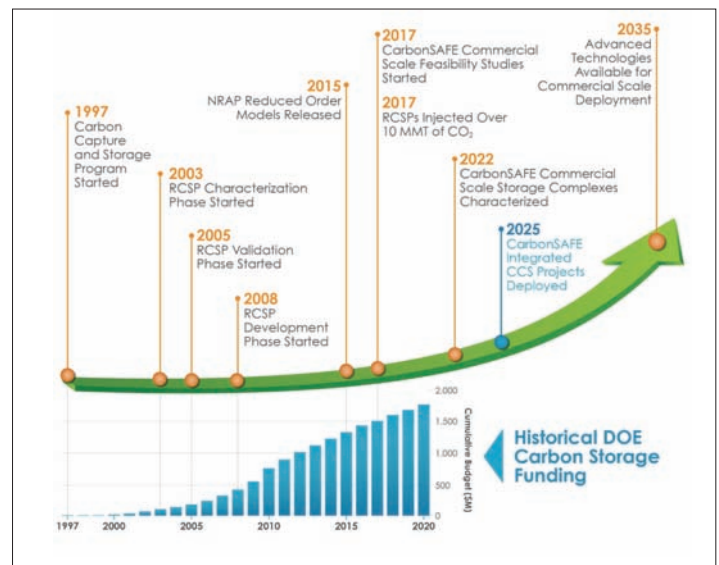 1997
Carbon
Capture
and Storage
Program
Started
2003
RCSP Characterization
Phase Started
2005
RCSP Validation
Phase Started
2008
RCSP
Development
Phase Started
2015
NRAP Reduced Order
Models Released
2017
CarbonSAFE Commercial
Scale Feasibility Studies
Started
2017
RCSPs Injected Over
10 MMT of CO₂
2022
CarbonSAFE Commercial
Scale Storage Complexes
Characterized
2025
CarbonSAFE
Integrated
CCS Projects
Deployed
2035
Advanced
Technologies
Available for
Commercial Scale
Deployment
2.000
1.500
1.000
500
0
Cumulative Budget ($M)
1997
2000
2005
2010
2015
2020
Historical DOE
Carbon Storage
Funding